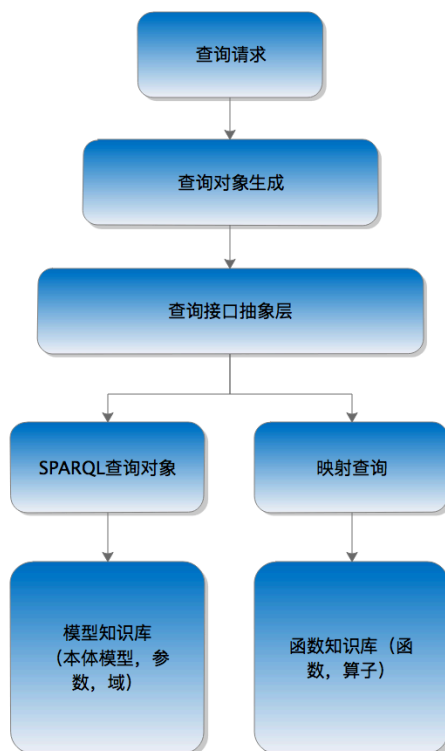 查询请求
查询对象生成
查询接口抽象层
SPARQL查询对象
映射查询
模型知识库
（本体模型，参
数，域）
函数知识库（函
数，算子）